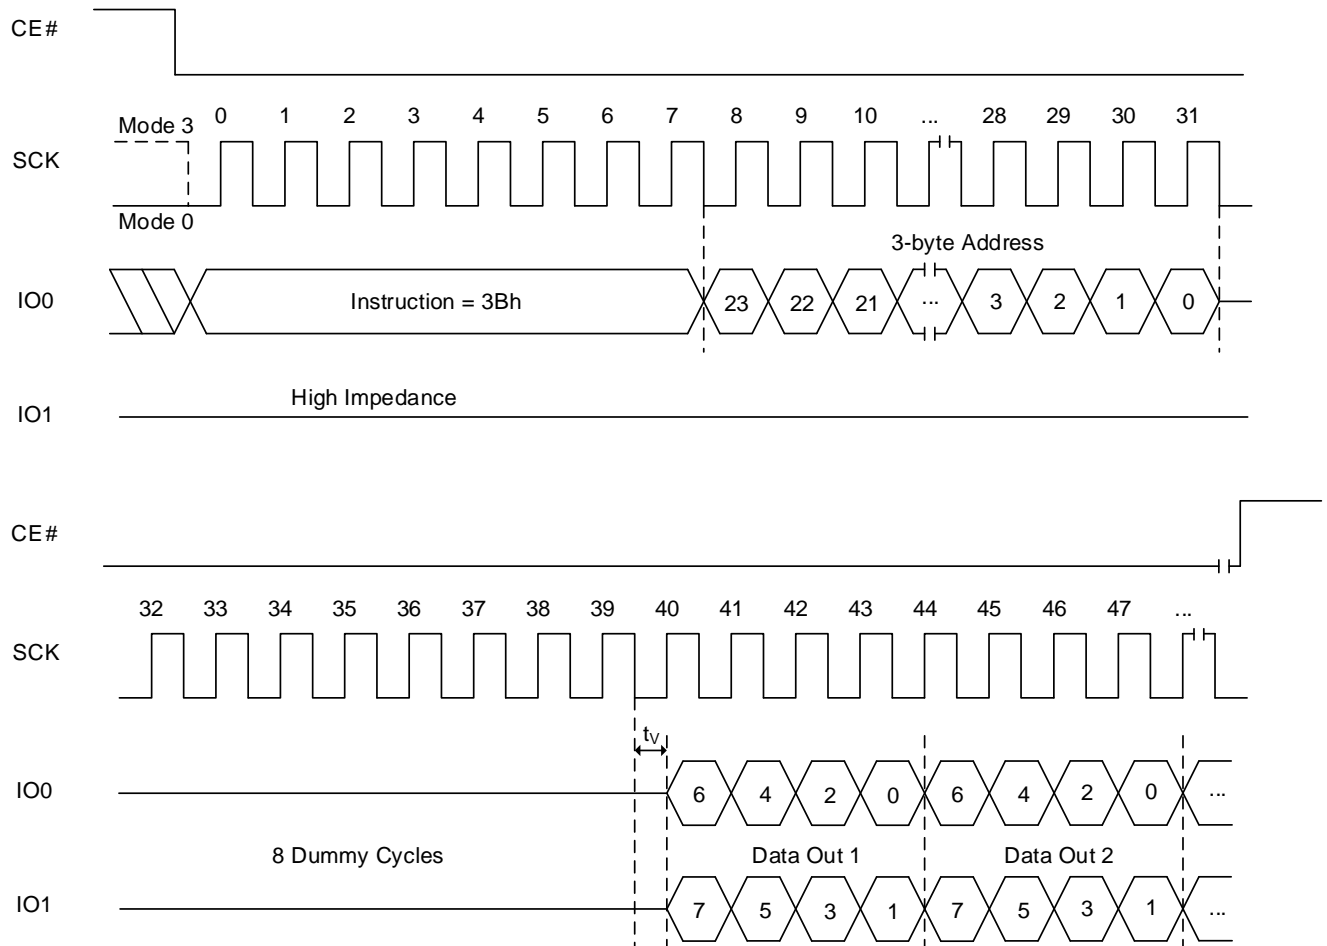 CE#
0 1 2 3 4 5 6 7 8 9 10 ... 28 29 30 31
Mode 3
SCK
Mode 0
3-byte Address
IO0 Instruction = 3Bh 23 22 21 ... 3 2 1 0
High Impedance
IO1
CE#
32 33 34 35 36 37 38 39 40 41 42 43 44 45 46 47 ...
SCK
tV
IO0 6 4 2 0 6 4 2 0 ...
8 Dummy Cycles Data Out 1 Data Out 2
IO1 7 5 3 1 7 5 3 1 ...